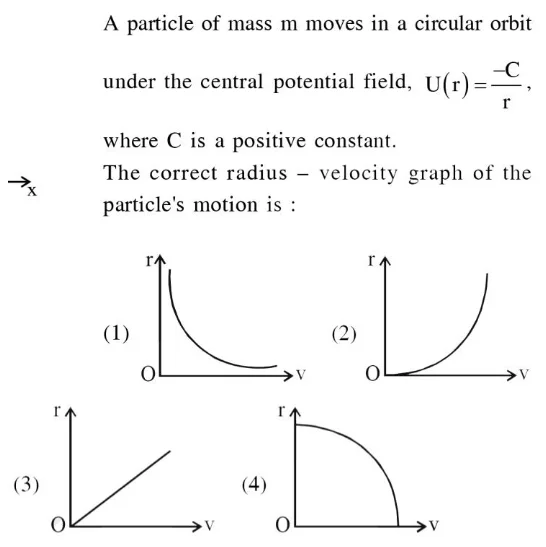 A particle of mass m moves in a circular orbit
under the central potential field, U(r) = –C/r ,
where C is a positive constant.
The correct radius – velocity graph of the
x
particle's motion is :
(1) r O v
(2) r O v
(3) r O v
(4) r O v